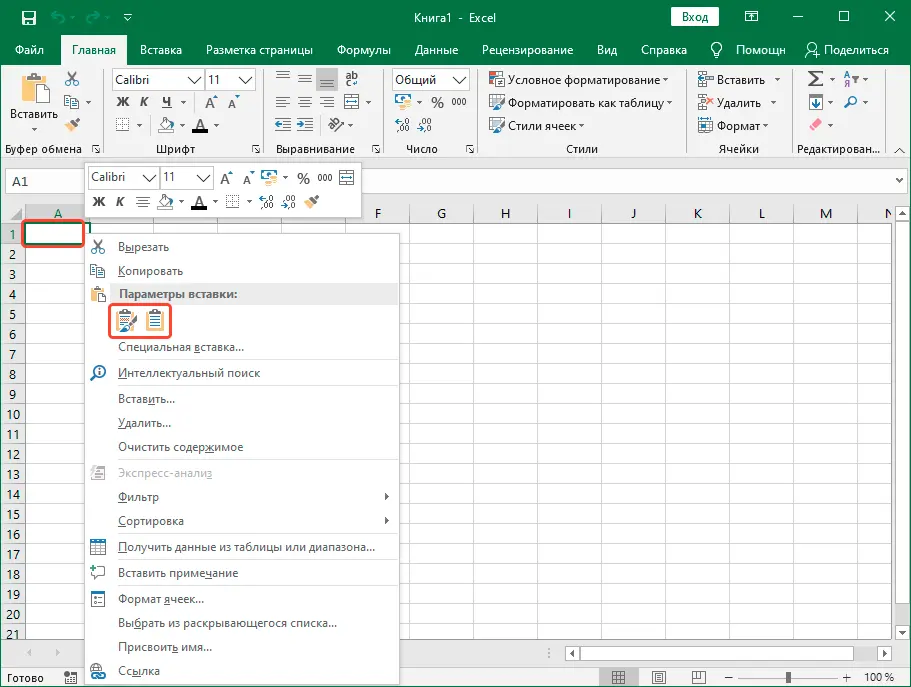 Книга1 - Excel
Вход
Файл Главная Вставка Разметка страницы Формулы Данные Рецензирование Вид Справка Помощн Поделиться
Calibri 11 Общий Условное форматирование Вставить
Вставить Ж К Ч A A % 000 Форматировать как таблицу Удалить
Стили ячеек Формат
Буфер обмена Шрифт Выравнивание Число Стили Ячейки Редактирован...
A1
Calibri 11 A A % 000
Ж К A
A F G H I J K L M N
1
2
3
4
5
6
7
8
9
10
11
12
13
14
15
16
17
18
19
20
21
Вырезать
Копировать
Параметры вставки:
Специальная вставка...
Интеллектуальный поиск
Вставить...
Удалить...
Очистить содержимое
Экспресс-анализ
Фильтр
Сортировка
Получить данные из таблицы или диапазона...
Вставить примечание
Формат ячеек...
Выбрать из раскрывающегося списка...
Присвоить имя...
Ссылка
Готово 100 %